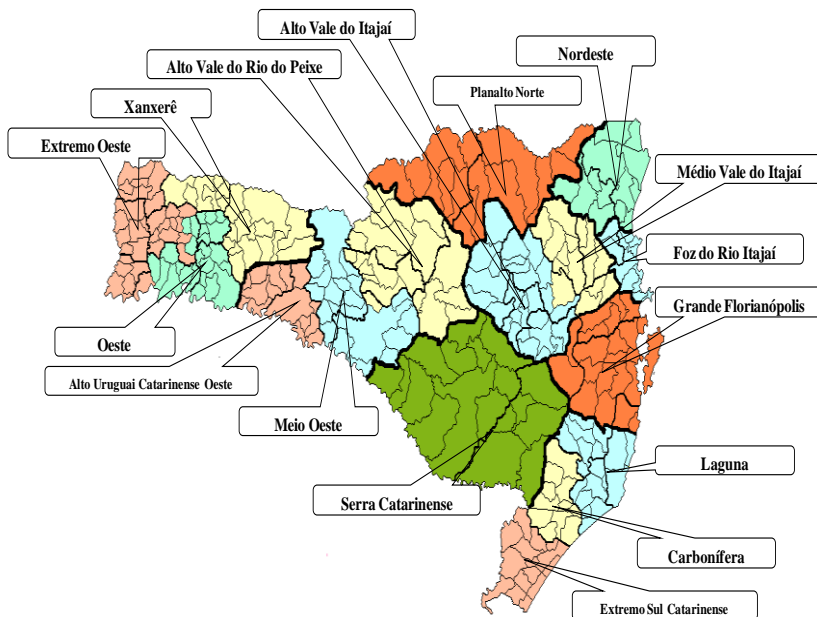 Alto Vale do Itajaí
Nordeste
Alto Vale do Rio do Peixe
Planalto Norte
Xanxerê
Extremo Oeste
Médio Vale do Itajaí
Foz do Rio Itajaí
Grande Florianópolis
Oeste
Alto Uruguai Catarinense Oeste
Meio Oeste
Laguna
Serra Catarinense
Carbonífera
Extremo Sul Catarinense